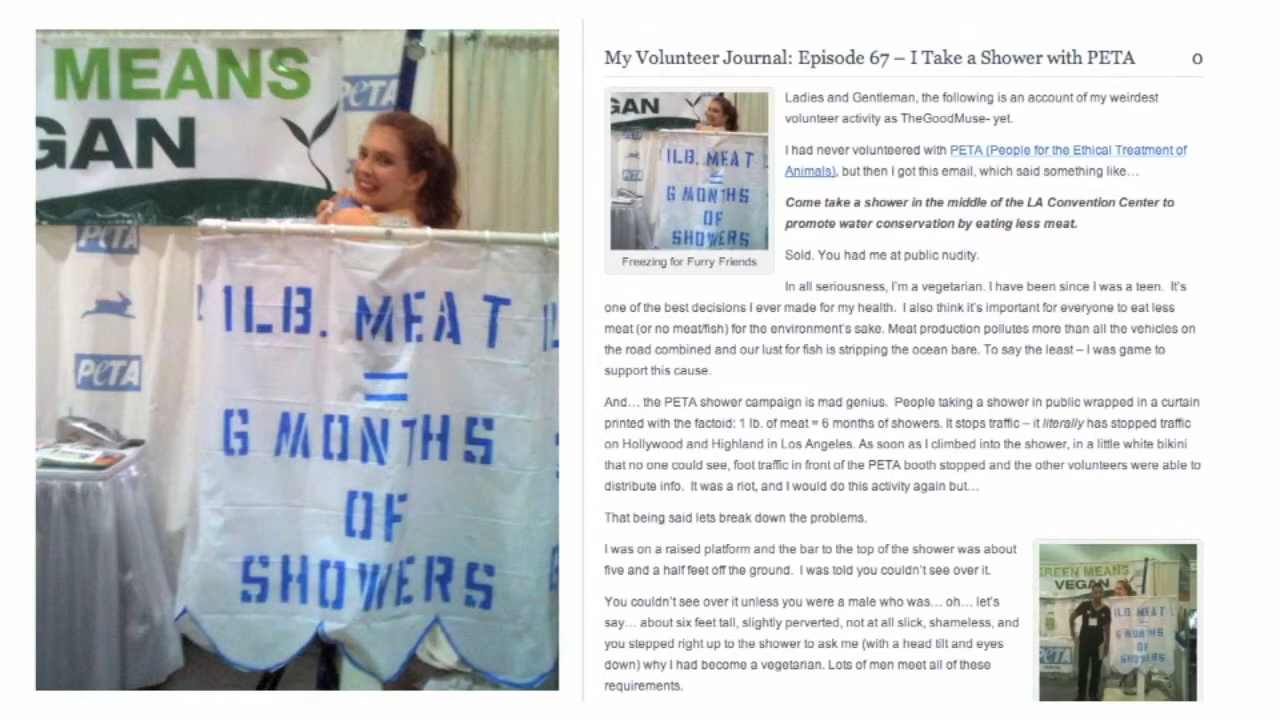 MEANS
GAN
PETA
PETA
PETA
1LB. MEAT
=
6 MONTHS
OF
SHOWERS
My Volunteer Journal: Episode 67 – I Take a Shower with PETA 0
GAN
1LB. MEAT
=
6 MONTHS
OF
SHOWERS
Freezing for Furry Friends
Ladies and Gentleman, the following is an account of my weirdest
volunteer activity as TheGoodMuse- yet.
I had never volunteered with PETA (People for the Ethical Treatment of
Animals), but then I got this email, which said something like…
Come take a shower in the middle of the LA Convention Center to
promote water conservation by eating less meat.
Sold. You had me at public nudity.
In all seriousness, I'm a vegetarian. I have been since I was a teen. It's
one of the best decisions I ever made for my health. I also think it's important for everyone to eat less
meat (or no meat/fish) for the environment's sake. Meat production pollutes more than all the vehicles on
the road combined and our lust for fish is stripping the ocean bare. To say the least – I was game to
support this cause.
And… the PETA shower campaign is mad genius. People taking a shower in public wrapped in a curtain
printed with the factoid: 1 lb. of meat = 6 months of showers. It stops traffic – it literally has stopped traffic
on Hollywood and Highland in Los Angeles. As soon as I climbed into the shower, in a little white bikini
that no one could see, foot traffic in front of the PETA booth stopped and the other volunteers were able to
distribute info. It was a riot, and I would do this activity again but…
That being said lets break down the problems.
I was on a raised platform and the bar to the top of the shower was about
five and a half feet off the ground. I was told you couldn't see over it.
You couldn't see over it unless you were a male who was… oh… let's
say… about six feet tall, slightly perverted, not at all slick, shameless, and
you stepped right up to the shower to ask me (with a head tilt and eyes
down) why I had become a vegetarian. Lots of men meet all of these
requirements.
GREEN MEANS
VEGAN
1LB. MEAT
=
6 MONTHS
OF
SHOWERS
PETA